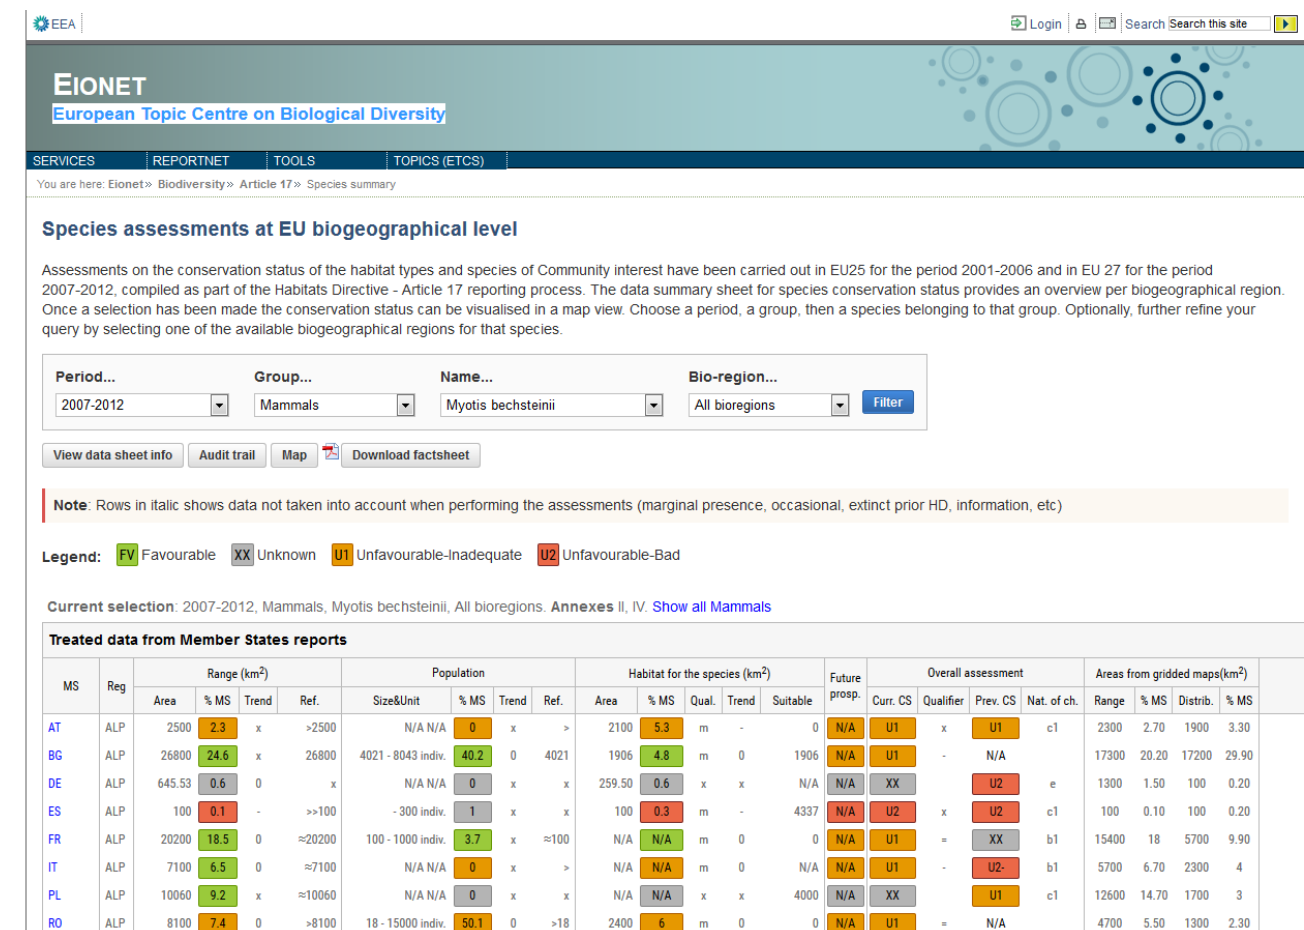 EEA
Login
Search Search this site
EIONET
European Topic Centre on Biological Diversity
SERVICES REPORTNET TOOLS TOPICS (ETCS)
You are here: Eionet» Biodiversity» Article 17» Species summary
Species assessments at EU biogeographical level
Assessments on the conservation status of the habitat types and species of Community interest have been carried out in EU25 for the period 2001-2006 and in EU 27 for the period
2007-2012, compiled as part of the Habitats Directive - Article 17 reporting process. The data summary sheet for species conservation status provides an overview per biogeographical region.
Once a selection has been made the conservation status can be visualised in a map view. Choose a period, a group, then a species belonging to that group. Optionally, further refine your
query by selecting one of the available biogeographical regions for that species.
Period... Group... Name... Bio-region...
2007-2012 Mammals Myotis bechsteinii All bioregions Filter
View data sheet info Audit trail Map Download factsheet
Note: Rows in italic shows data not taken into account when performing the assessments (marginal presence, occasional, extinct prior HD, information, etc)
Legend: FV Favourable XX Unknown U1 Unfavourable-Inadequate U2 Unfavourable-Bad
Current selection: 2007-2012, Mammals, Myotis bechsteinii, All bioregions. Annexes II, IV. Show all Mammals
Treated data from Member States reports
MS Reg Range (km²) Population Habitat for the species (km²) Future prosp. Overall assessment Areas from gridded maps(km²)
Area % MS Trend Ref. Size&Unit % MS Trend Ref. Area % MS Qual. Trend Suitable Curr. CS Qualifier Prev. CS Nat. of ch. Range % MS Distrib. % MS
AT ALP 2500 2.3 x >2500 N/A N/A 0 x > 2100 5.3 m - 0 N/A U1 x U1 c1 2300 2.70 1900 3.30
BG ALP 26800 24.6 x 26800 4021 - 8043 indiv. 40.2 0 4021 1906 4.8 m 0 1906 N/A U1 - N/A 17300 20.20 17200 29.90
DE ALP 645.53 0.6 0 x N/A N/A 0 x x 259.50 0.6 x x N/A N/A XX U2 e 1300 1.50 100 0.20
ES ALP 100 0.1 - >>100 - 300 indiv. 1 x x 100 0.3 m - 4337 N/A U2 x U2 c1 100 0.10 100 0.20
FR ALP 20200 18.5 0 ≈20200 100 - 1000 indiv. 3.7 x ≈100 N/A N/A m 0 0 N/A U1 = XX b1 15400 18 5700 9.90
IT ALP 7100 6.5 0 ≈7100 N/A N/A 0 x > N/A N/A m 0 N/A N/A U1 - U2- b1 5700 6.70 2300 4
PL ALP 10060 9.2 x ≈10060 N/A N/A 0 x x N/A N/A x x 4000 N/A XX U1 c1 12600 14.70 1700 3
RO ALP 8100 7.4 0 >8100 18 - 15000 indiv. 50.1 0 >18 2400 6 m 0 0 N/A U1 = N/A 4700 5.50 1300 2.30